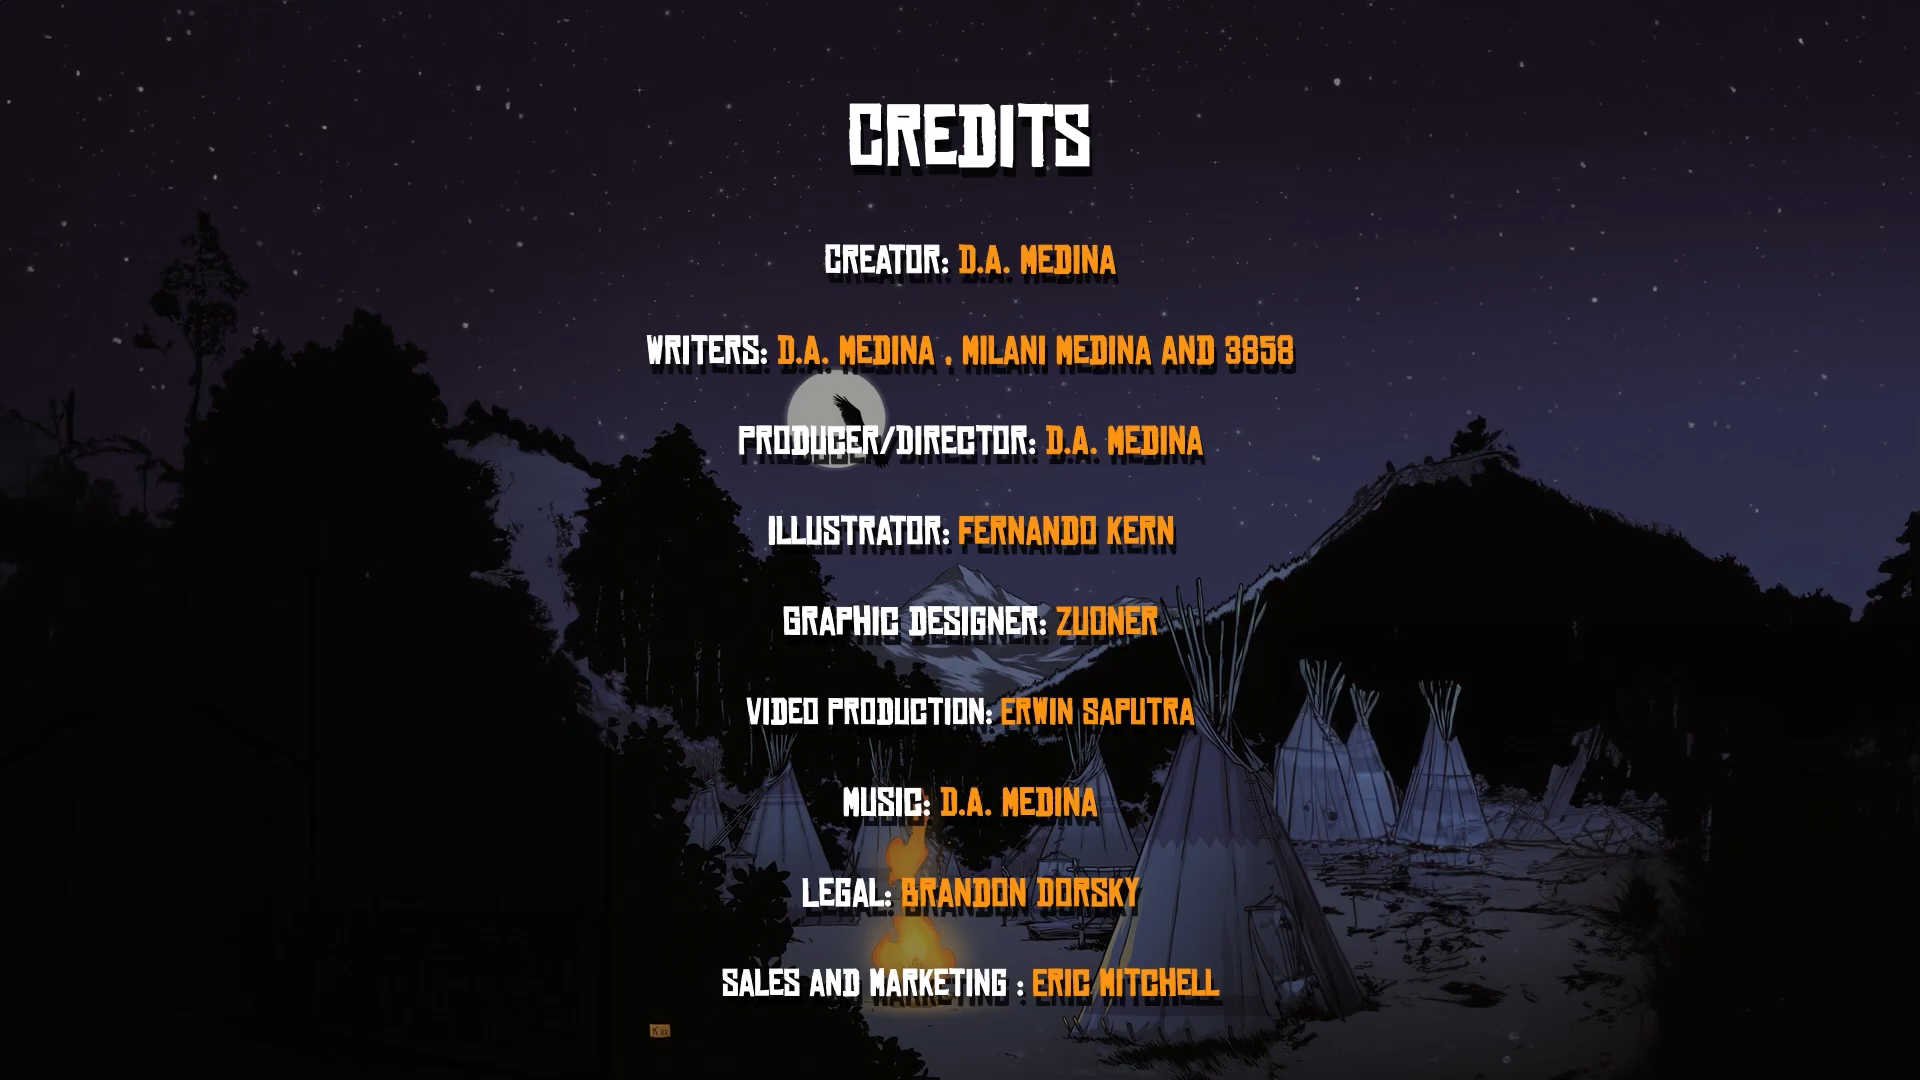 CREDITS
CREATOR: D.A. MEDINA
WRITERS: D.A. MEDINA , MILANI MEDINA AND 3858
PRODUCER/DIRECTOR: D.A. MEDINA
ILLUSTRATOR: FERNANDO KERN
GRAPHIC DESIGNER: ZUONER
VIDEO PRODUCTION: ERWIN SAPUTRA
MUSIC: D.A. MEDINA
LEGAL: BRANDON DORSKY
SALES AND MARKETING : ERIC MITCHELL